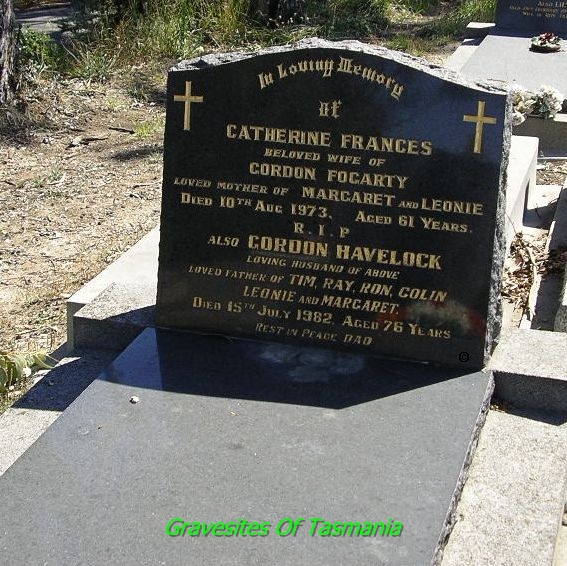 In Loving Memory
of
CATHERINE FRANCES
BELOVED WIFE OF
GORDON FOGARTY
LOVED MOTHER OF MARGARET AND LEONIE
DIED 10TH AUG 1973. AGED 61 YEARS.
R.I.P
ALSO GORDON HAVELOCK
LOVING HUSBAND OF ABOVE
LOVED FATHER OF TIM, RAY, RON, COLIN
LEONIE AND MARGARET.
DIED 15TH JULY 1982. AGED 76 YEARS
REST IN PEACE DAD
©
Gravesites Of Tasmania